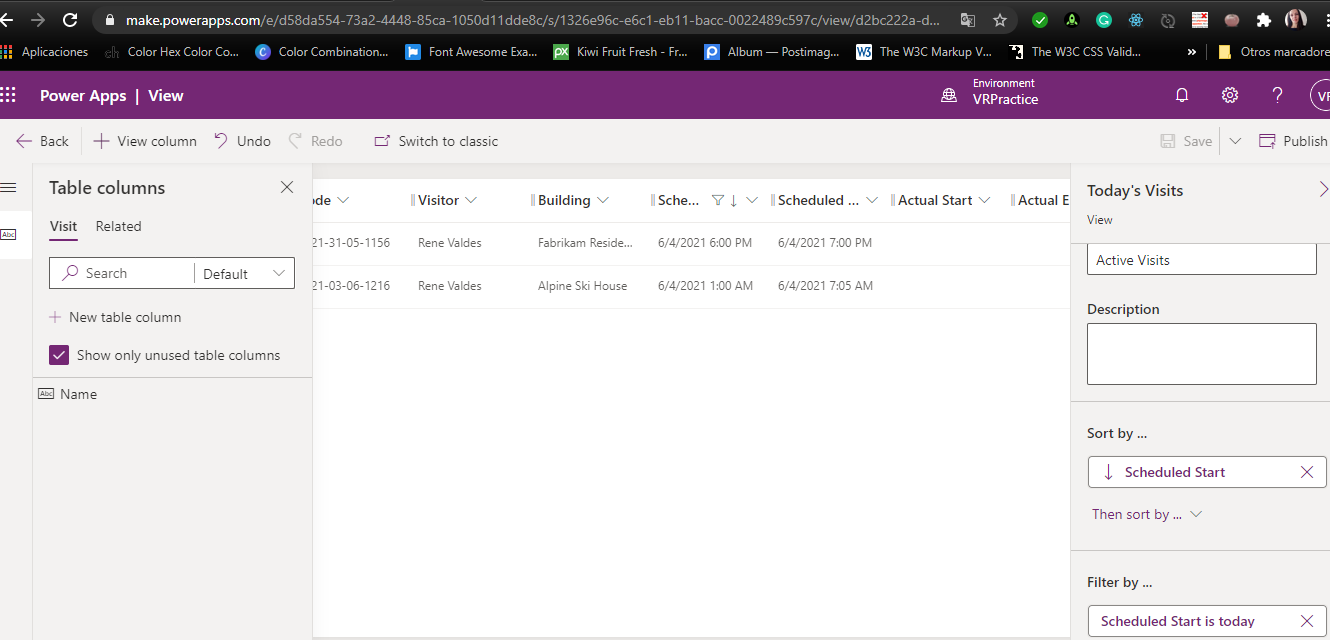 make.powerapps.com/e/d58da554-73a2-4448-85ca-1050d11dde8c/s/1326e96c-e6c1-eb11-bacc-0022489c597c/view/d2bc222a-d...
Aplicaciones Color Hex Color Co... Color Combination... Font Awesome Exa... Kiwi Fruit Fresh - Fr... Album — Postimag... The W3C Markup V... The W3C CSS Valid... » Otros marcadore
Power Apps | View
Environment
VRPractice
VR
Back
View column
Undo
Redo
Switch to classic
Save
Publish
Table columns
Visit Related
Search
Default
New table column
Show only unused table columns
Abc Name
ode Visitor Building Sche... Scheduled ... Actual Start Actual E
21-31-05-1156 Rene Valdes Fabrikam Reside... 6/4/2021 6:00 PM 6/4/2021 7:00 PM
21-03-06-1216 Rene Valdes Alpine Ski House 6/4/2021 1:00 AM 6/4/2021 7:05 AM
Today's Visits
View
Active Visits
Description
Sort by ...
Scheduled Start
Then sort by ...
Filter by ...
Scheduled Start is today